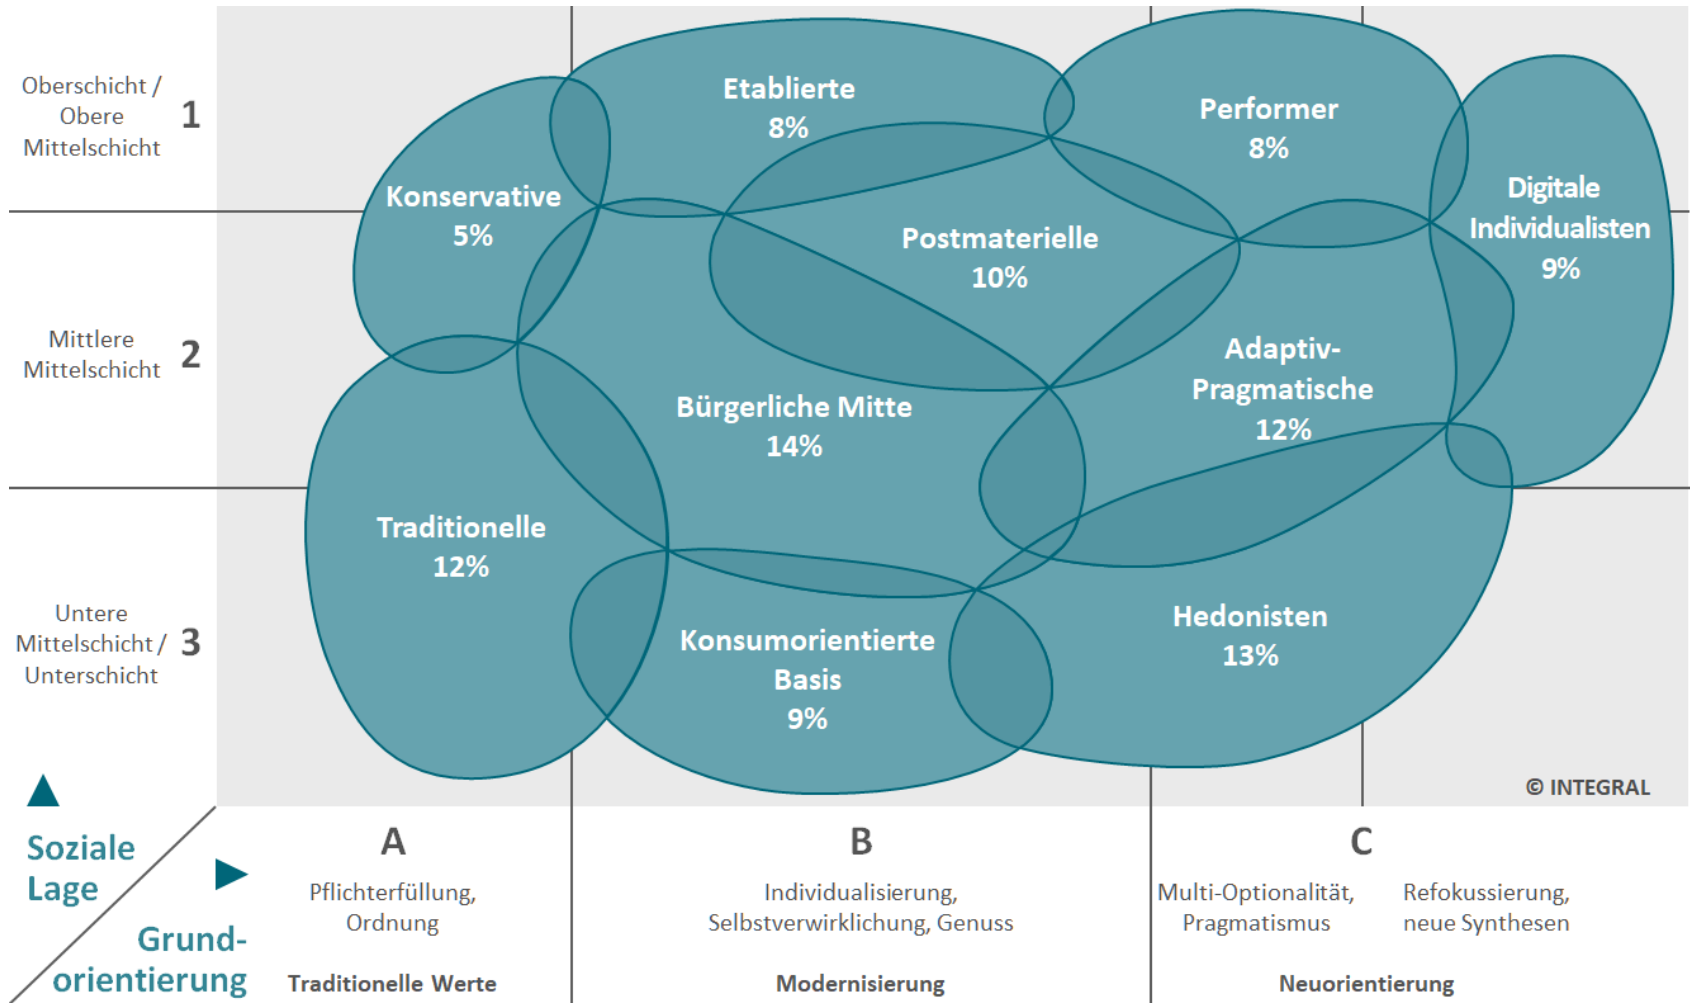 Oberschicht /
Obere
Mittelschicht
1
Mittlere
Mittelschicht
2
Untere
Mittelschicht /
Unterschicht
3
Etablierte
8%
Performer
8%
Konservative
5%
Digitale
Individualisten
9%
Postmaterielle
10%
Adaptiv-
Pragmatische
12%
Bürgerliche Mitte
14%
Traditionelle
12%
Konsumorientierte
Basis
9%
Hedonisten
13%
© INTEGRAL
Soziale
Lage
Grund-
orientierung
A
Pflichterfüllung,
Ordnung
Traditionelle Werte
B
Individualisierung,
Selbstverwirklichung, Genuss
Modernisierung
C
Multi-Optionalität,
Pragmatismus
Refokussierung,
neue Synthesen
Neuorientierung